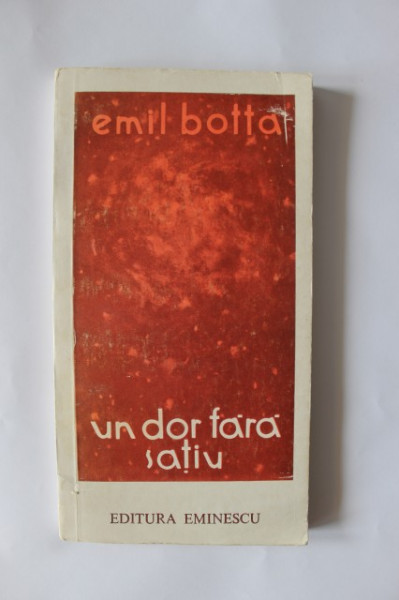 emil botta
un dor fără
sațiu
EDITURA EMINESCU